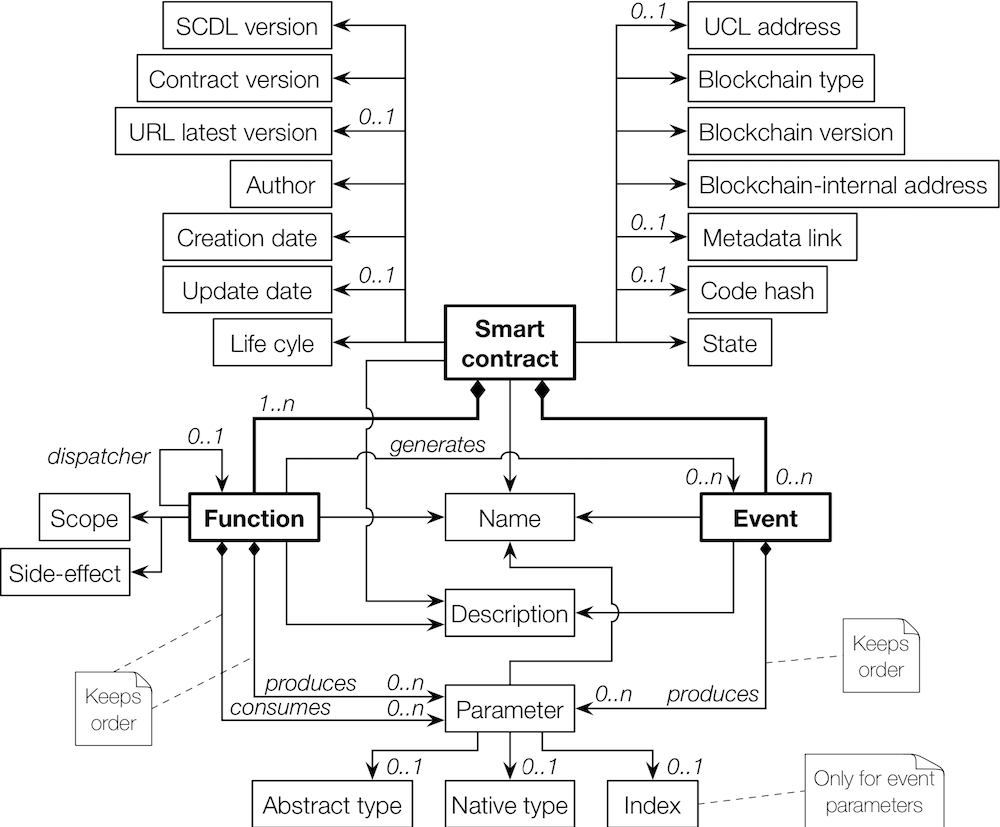 SCDL version
0..1
UCL address
Contract version
Blockchain type
URL latest version
0..1
Blockchain version
Author
Blockchain-internal address
Creation date
0..1
Metadata link
Update date
0..1
0..1
Code hash
Life cyle
Smart
contract
State
1..n
dispatcher
0..1
generates
0..n
0..n
Scope
Function
Name
Event
Side-effect
Description
Keeps
order
Keeps
order
produces
0..n
consumes
0..n
Parameter
0..n
produces
0..1
0..1
0..1
Abstract type
Native type
Index
Only for event
parameters